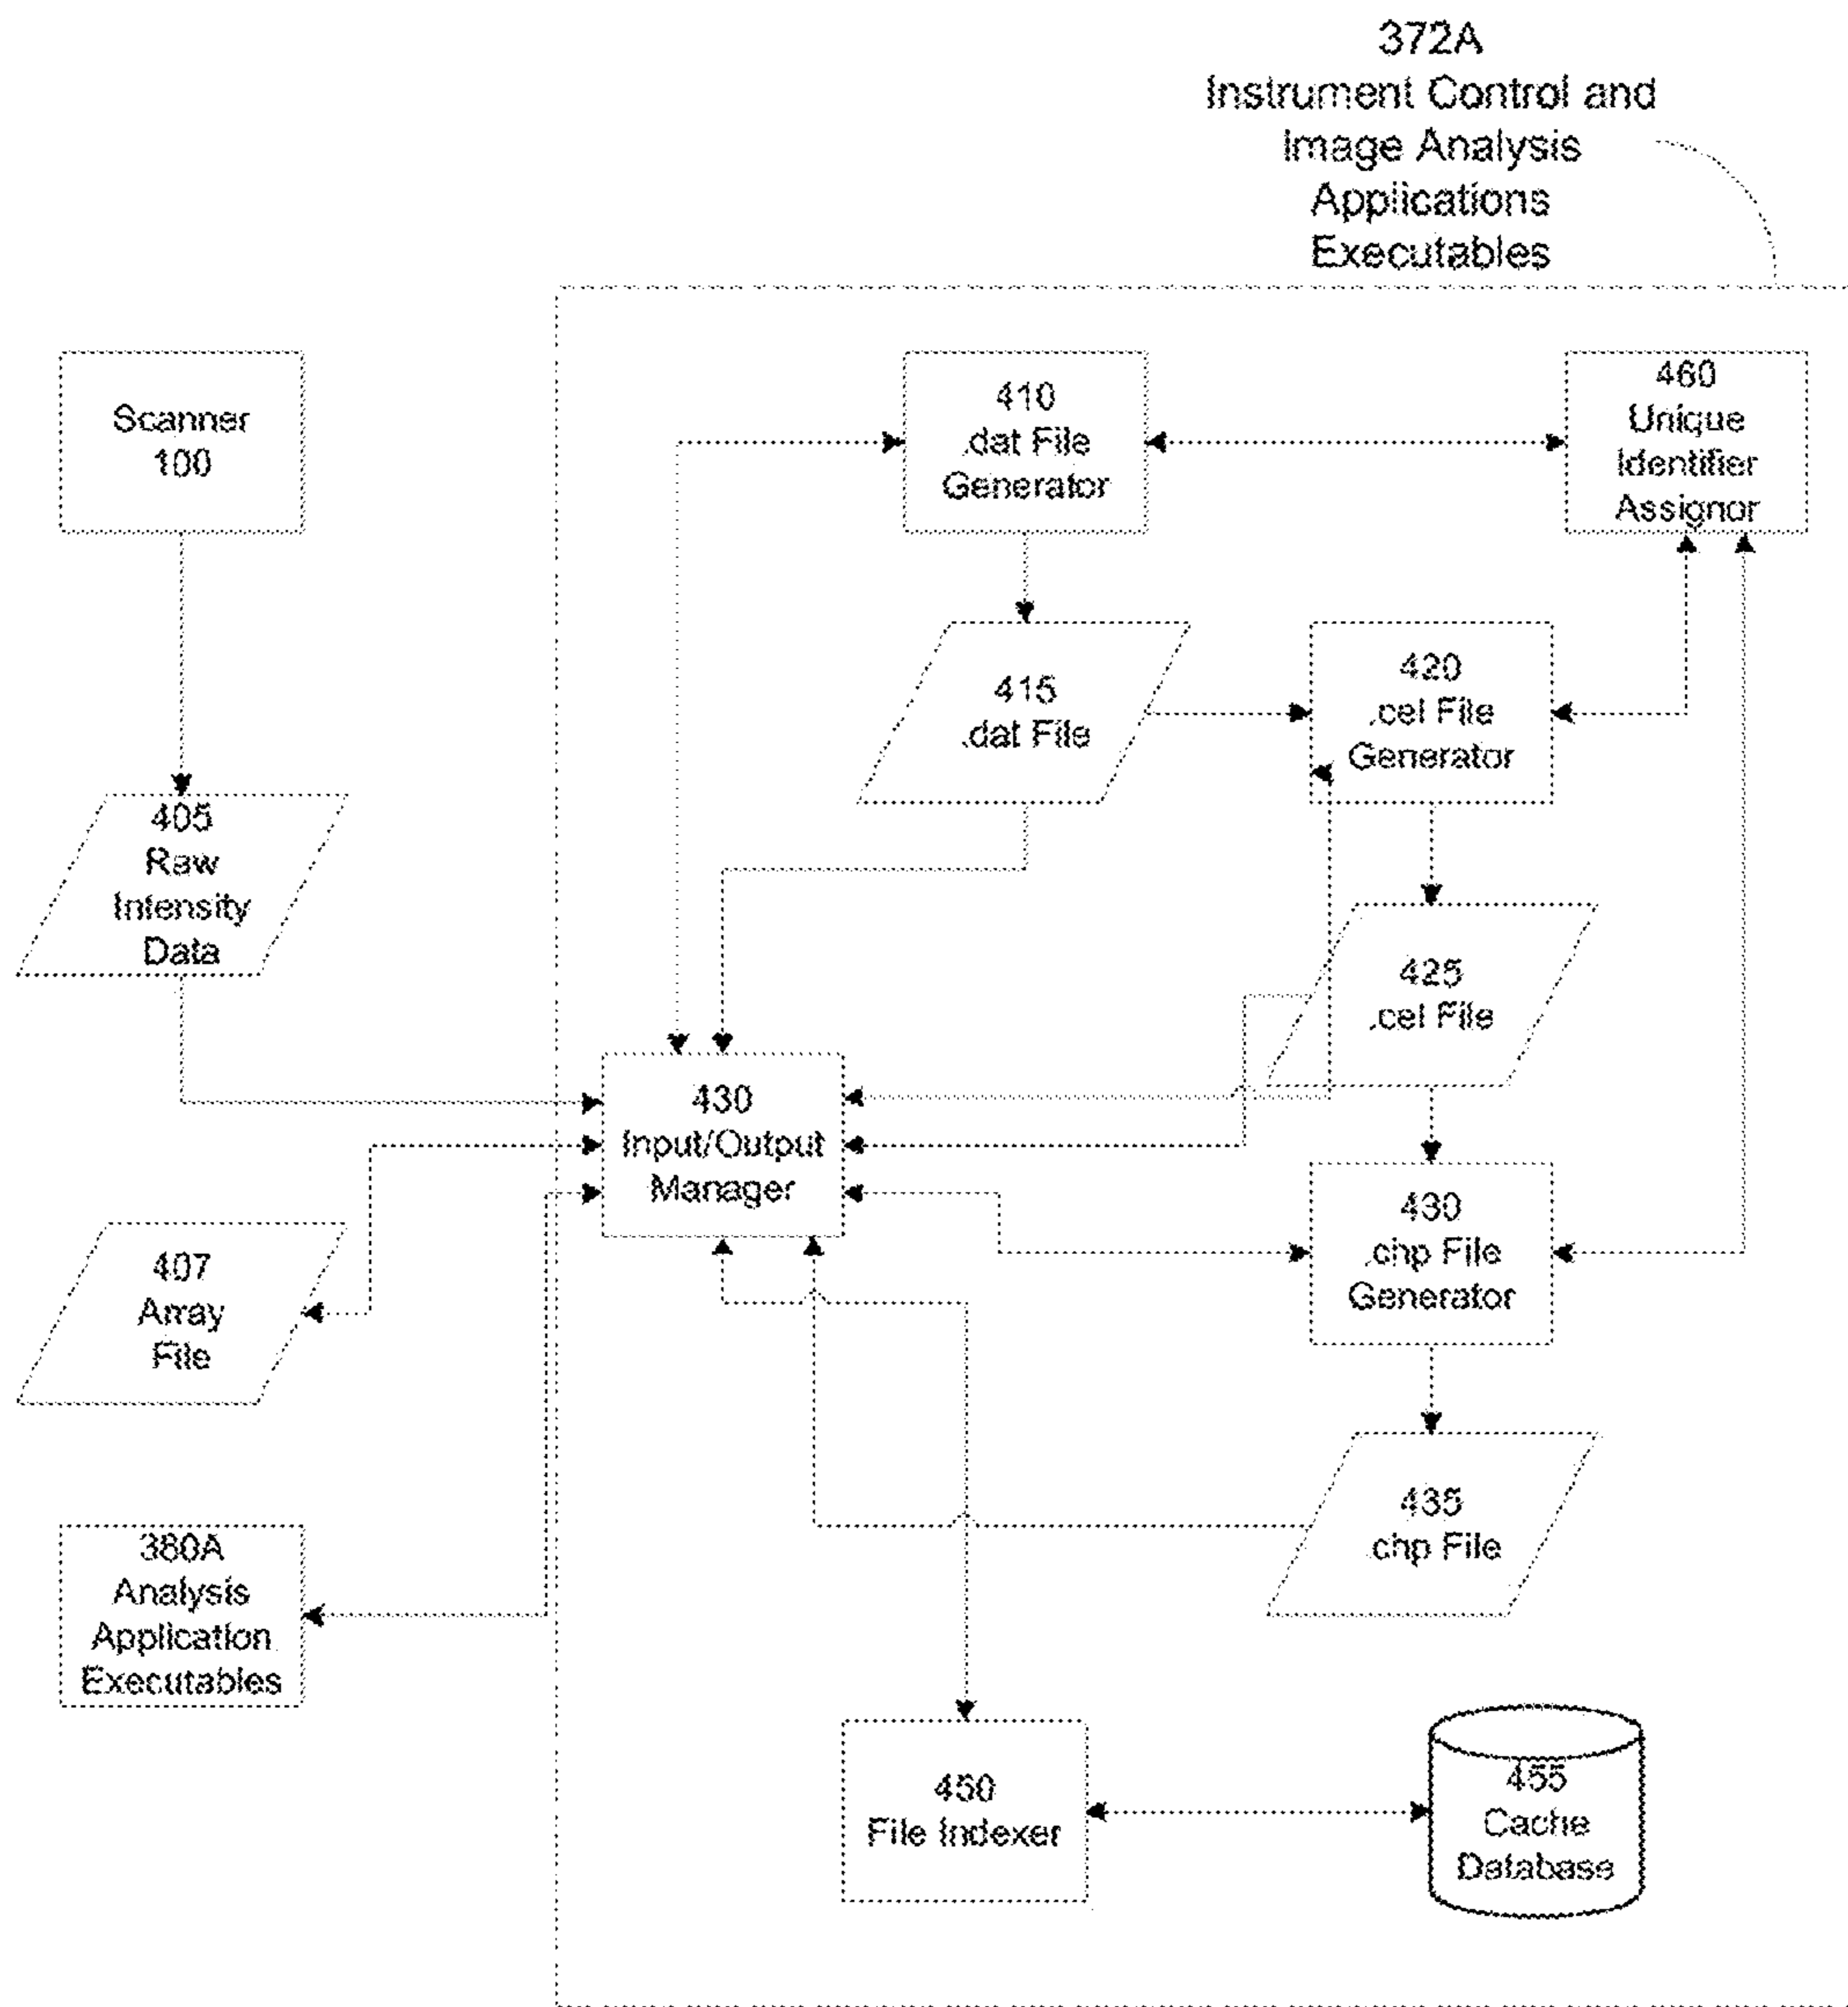 372A
Instrument Control and
Image Analysis
Applications
Executables
Scanner
100
410
.dat File
Generator
460
Unique
Identifier
Assignor
415
.dat File
420
.cel File
Generator
405
Raw
Intensity
Data
425
.cel File
430
Input/Output
Manager
430
.chp File
Generator
407
Array
File
435
.chp File
380A
Analysis
Application
Executables
450
File Indexer
455
Cache
Database